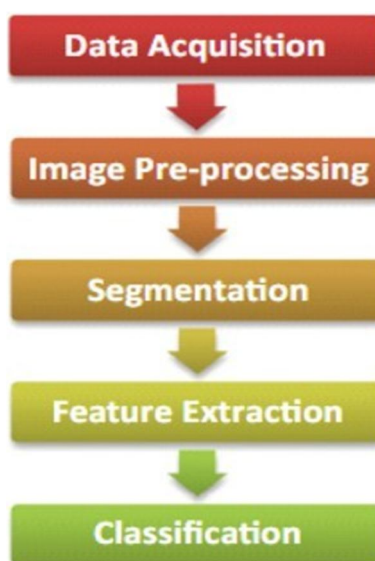 Data Acquisition
Image Pre-processing
Segmentation
Feature Extraction
Classification